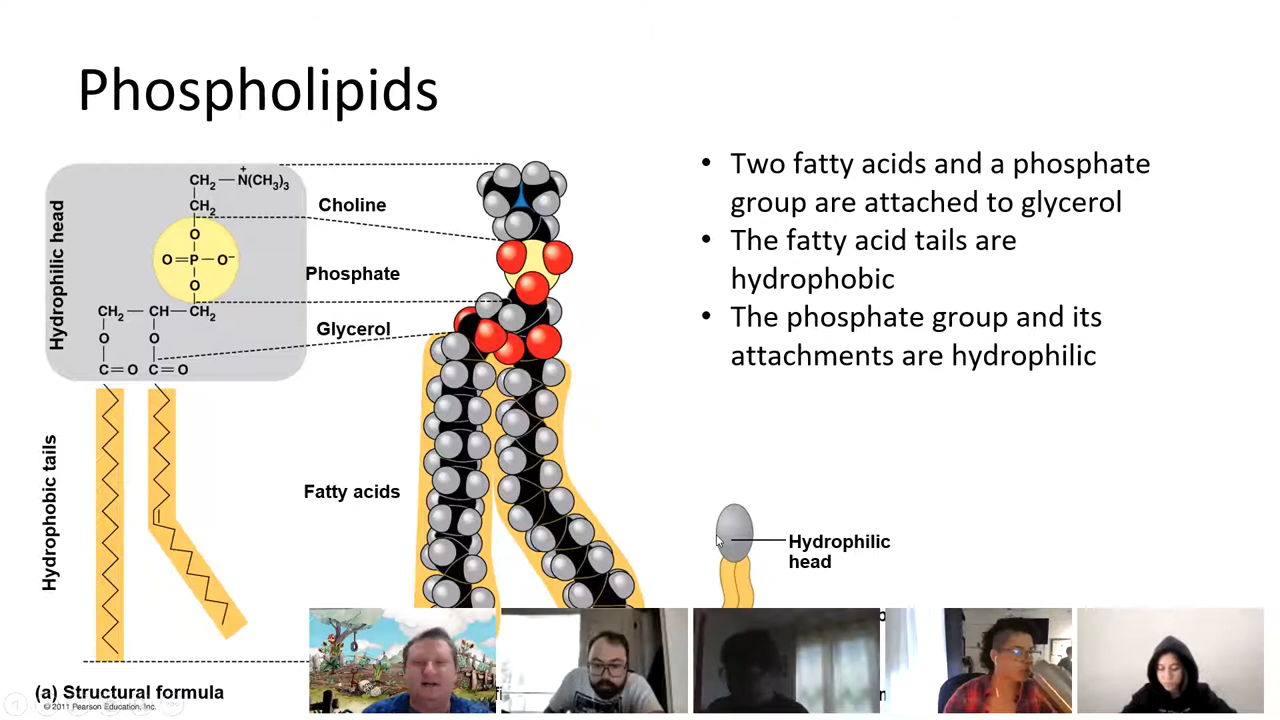 Phospholipids
Hydrophilic head
CH₂—N(CH₃)₃
+
CH₂
O
O=P—O⁻
O
CH₂—CH—CH₂
O O
C=O C=O
Hydrophobic tails
Choline
Phosphate
Glycerol
Fatty acids
(a) Structural formula
© 2011 Pearson Education, Inc.
• Two fatty acids and a phosphate
group are attached to glycerol
• The fatty acid tails are
hydrophobic
• The phosphate group and its
attachments are hydrophilic
Hydrophilic
head